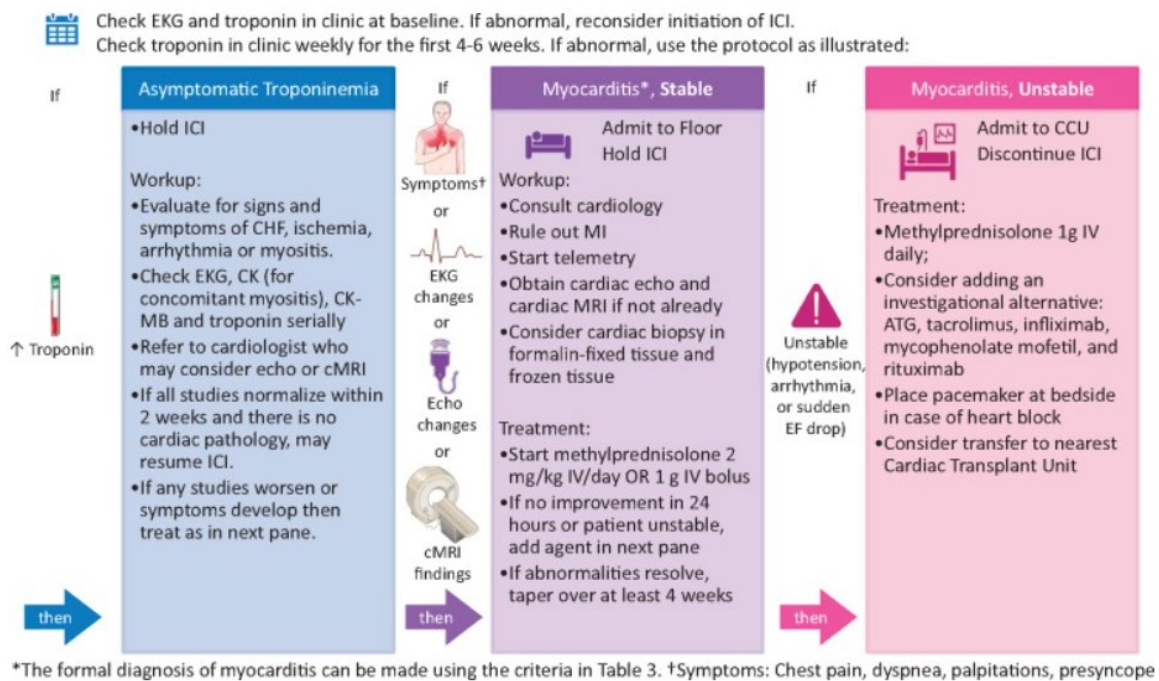 Check EKG and troponin in clinic at baseline. If abnormal, reconsider initiation of ICI.
Check troponin in clinic weekly for the first 4-6 weeks. If abnormal, use the protocol as illustrated:
If
↑ Troponin
then
Asymptomatic Troponinemia
•Hold ICI
Workup:
•Evaluate for signs and
symptoms of CHF, ischemia,
arrhythmia or myositis.
•Check EKG, CK (for
concomitant myositis), CK-
MB and troponin serially
•Refer to cardiologist who
may consider echo or cMRI
•If all studies normalize within
2 weeks and there is no
cardiac pathology, may
resume ICI.
•If any studies worsen or
symptoms develop then
treat as in next pane.
If
Symptoms†
or
EKG
changes
or
Echo
changes
or
cMRI
findings
then
Myocarditis*, Stable
Admit to Floor
Hold ICI
Workup:
•Consult cardiology
•Rule out MI
•Start telemetry
•Obtain cardiac echo and
cardiac MRI if not already
•Consider cardiac biopsy in
formalin-fixed tissue and
frozen tissue
Treatment:
•Start methylprednisolone 2
mg/kg IV/day OR 1 g IV bolus
•If no improvement in 24
hours or patient unstable,
add agent in next pane
•If abnormalities resolve,
taper over at least 4 weeks
If
Unstable
(hypotension,
arrhythmia,
or sudden
EF drop)
then
Myocarditis, Unstable
Admit to CCU
Discontinue ICI
Treatment:
•Methylprednisolone 1g IV
daily;
•Consider adding an
investigational alternative:
ATG, tacrolimus, infliximab,
mycophenolate mofetil, and
rituximab
•Place pacemaker at bedside
in case of heart block
•Consider transfer to nearest
Cardiac Transplant Unit
*The formal diagnosis of myocarditis can be made using the criteria in Table 3. †Symptoms: Chest pain, dyspnea, palpitations, presyncope